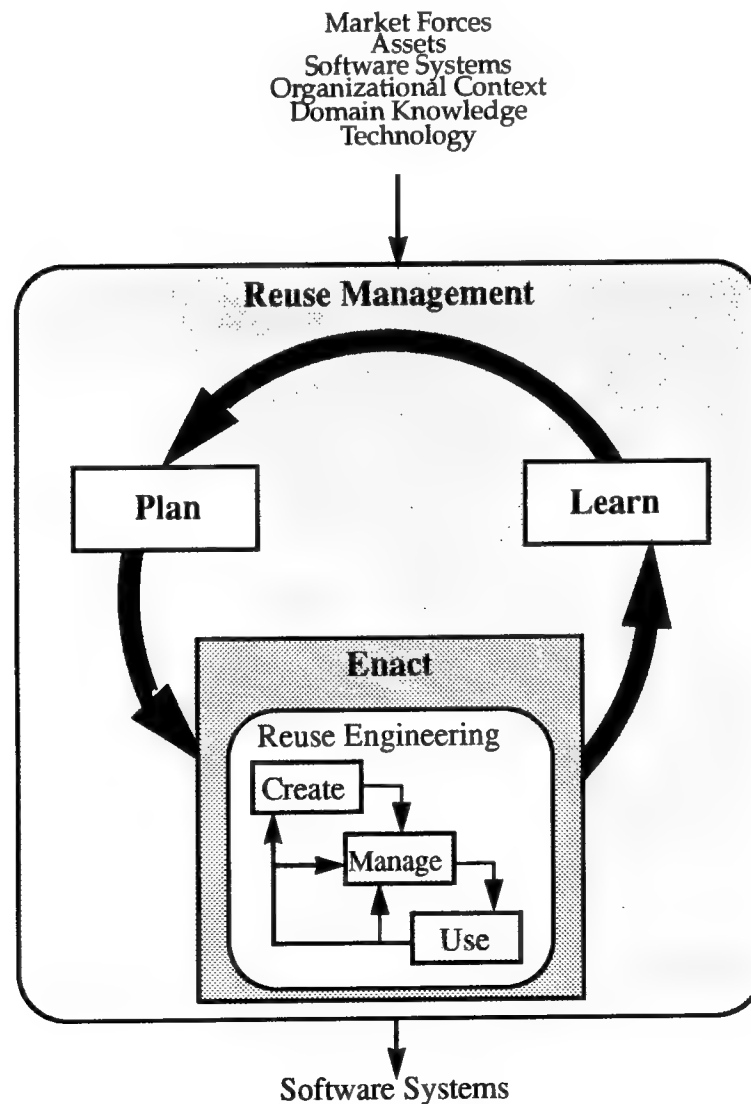 Market Forces
Assets
Software Systems
Organizational Context
Domain Knowledge
Technology
Reuse Management
Plan
Learn
Enact
Reuse Engineering
Create
Manage
Use
Software Systems